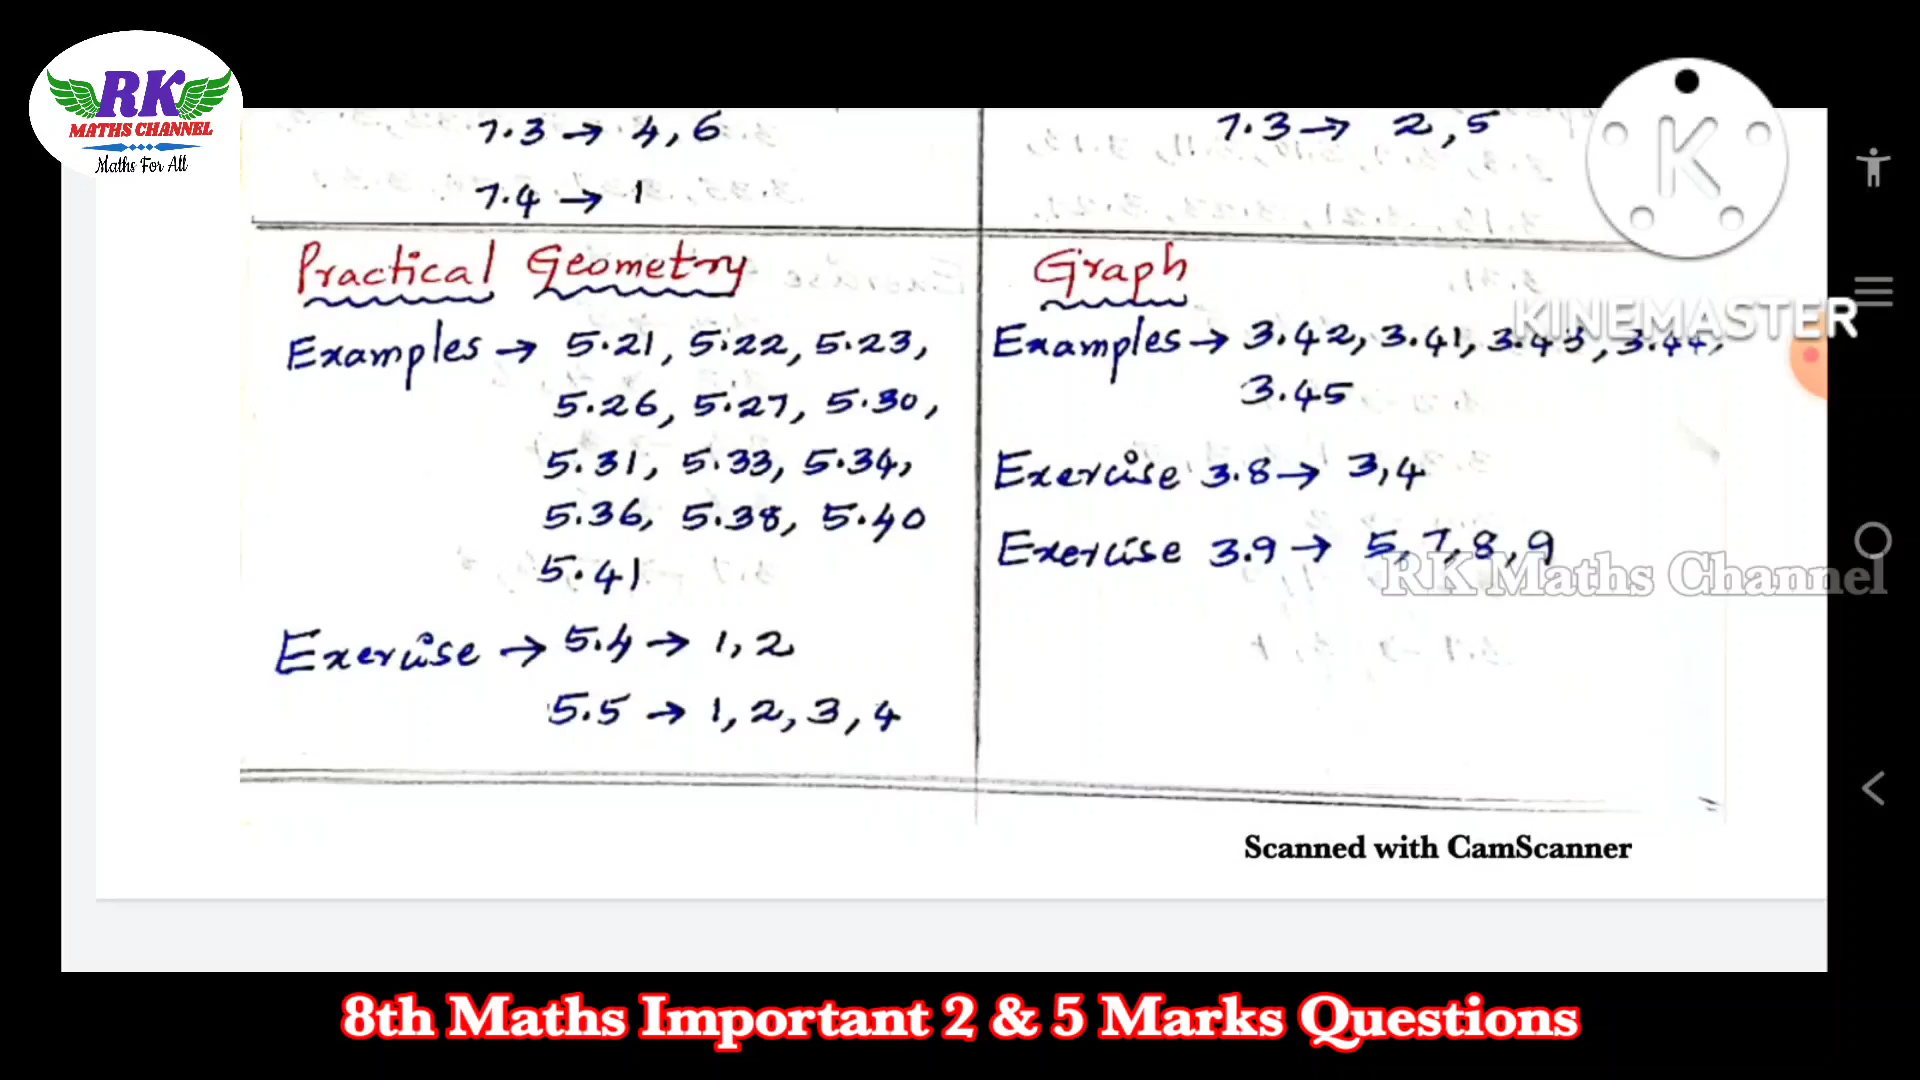 RK
MATHS CHANNEL
Maths For All
7.3 → 4, 6
7.4 → 1
7.3 → 2, 5
K
KINEMASTER
Practical Geometry
Examples → 5.21, 5.22, 5.23,
5.26, 5.27, 5.30,
5.31, 5.33, 5.34,
5.36, 5.38, 5.40
5.41
Exercise → 5.4 → 1, 2
5.5 → 1, 2, 3, 4
Graph
Examples → 3.42, 3.41, 3.43, 3.44,
3.45
Exercise 3.8 → 3, 4
Exercise 3.9 → 5, 7, 8, 9
RK Maths Channel
Scanned with CamScanner
8th Maths Important 2 & 5 Marks Questions